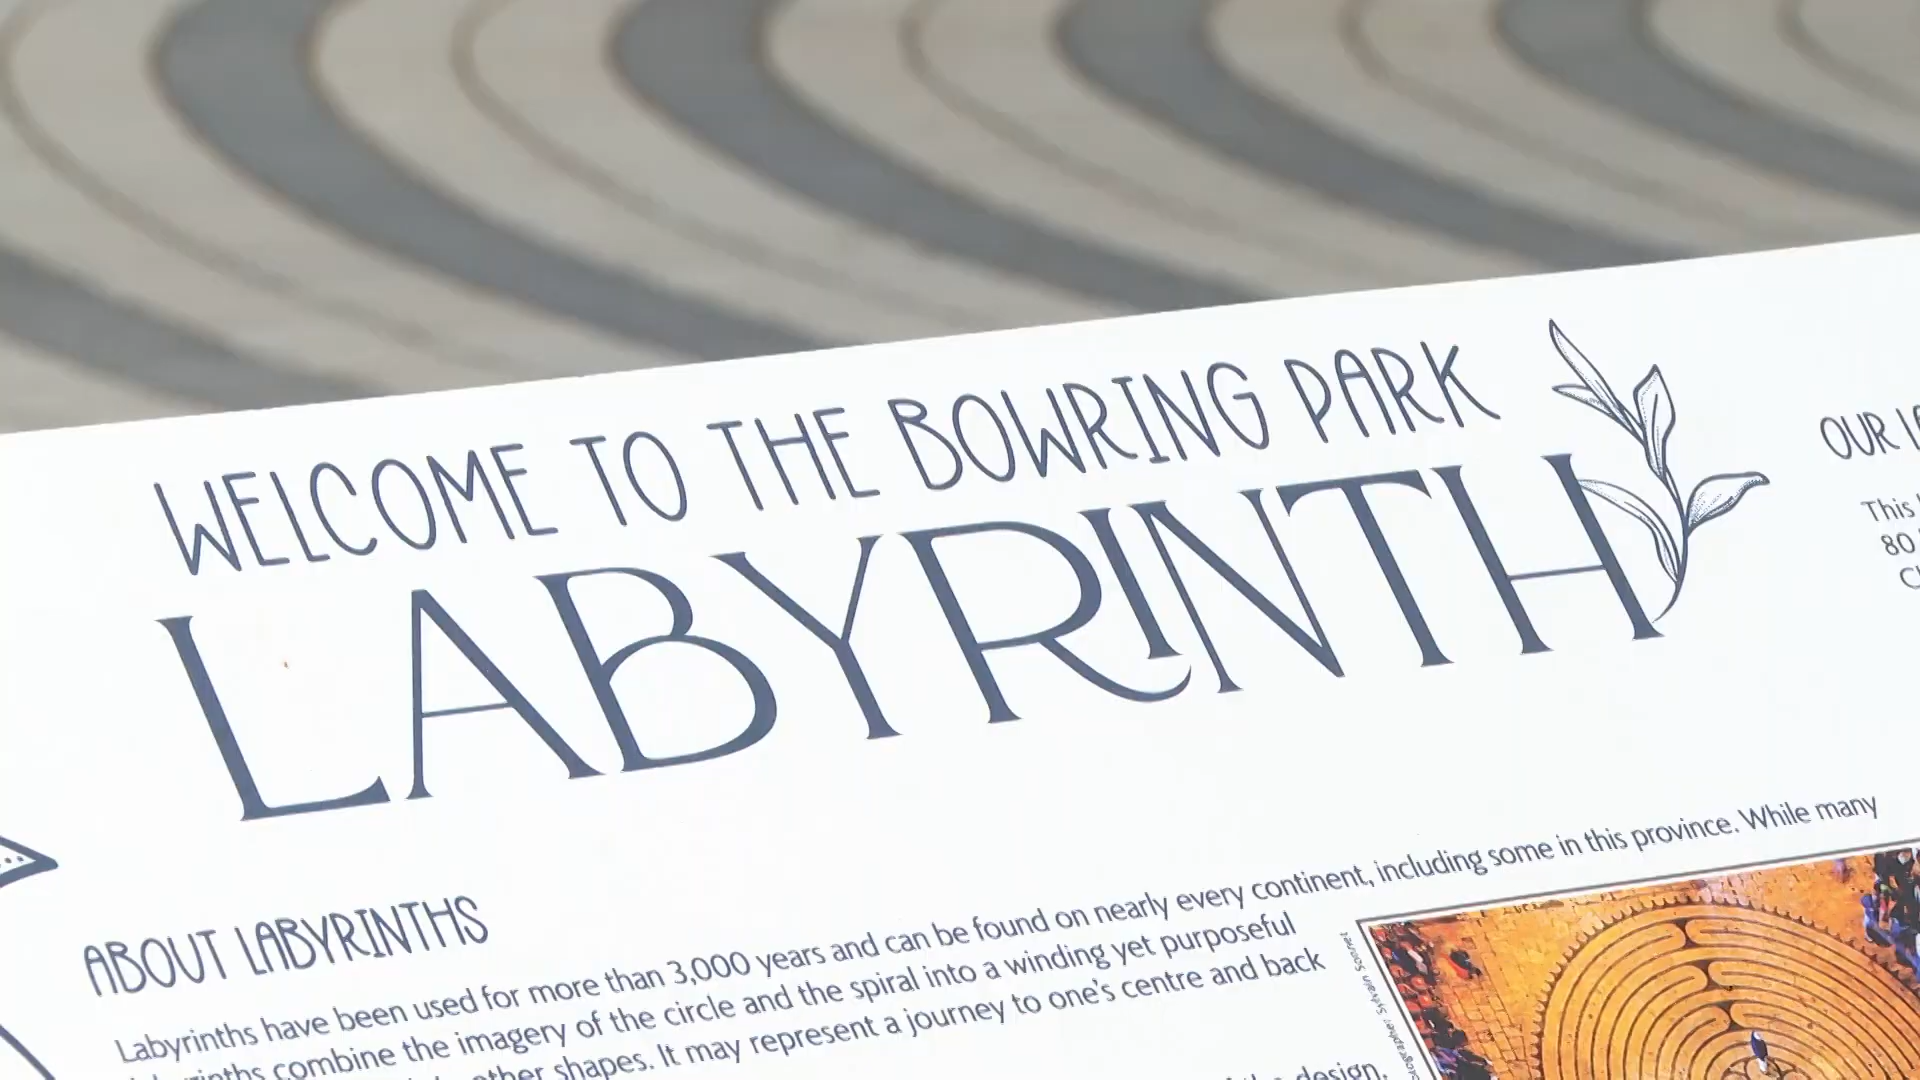 WELCOME TO THE BOWRING PARK
LABYRINTH
ABOUT LABYRINTHS
Labyrinths have been used for more than 3,000 years and can be found on nearly every continent, including some in this province. While many
combine the imagery of the circle and the spiral into a winding yet purposeful
other shapes. It may represent a journey to one's centre and back
design.
OUR
This
80
Sylvain Sonnet